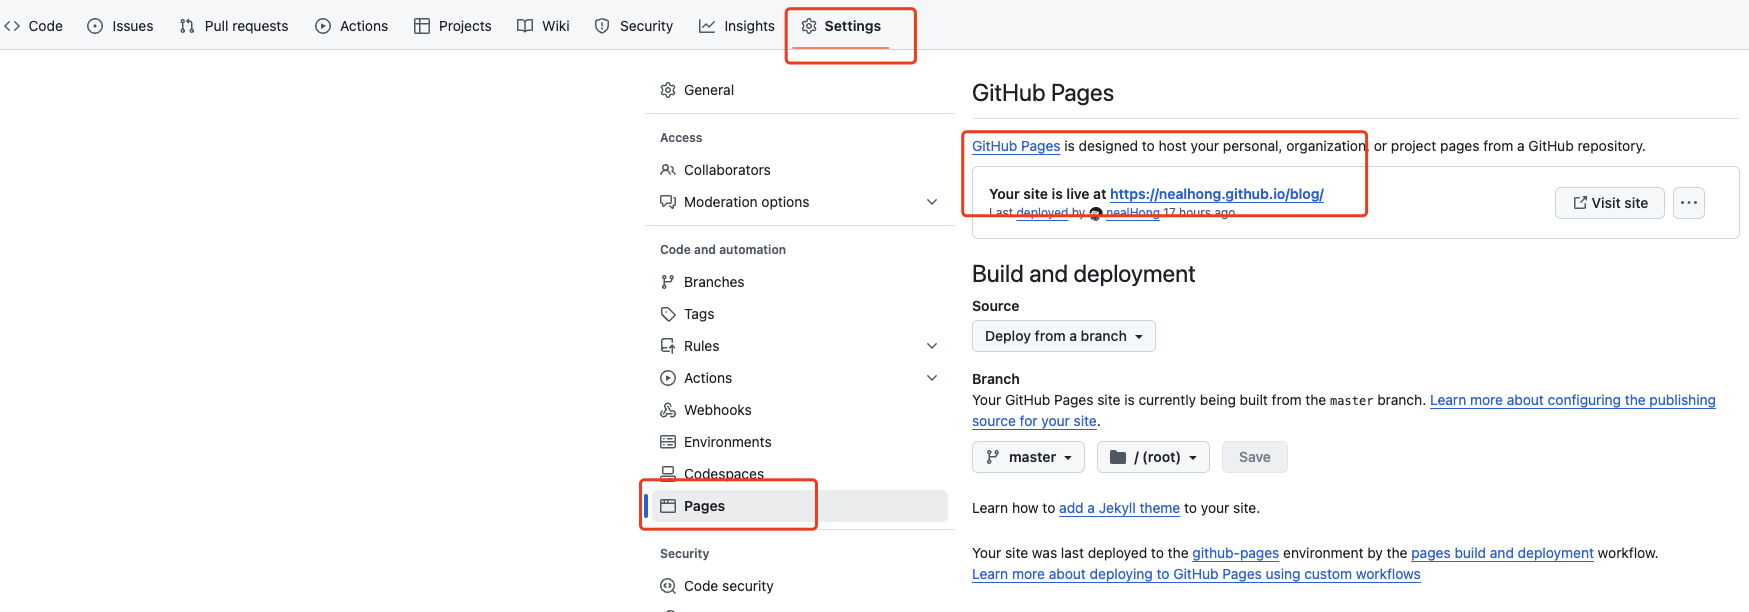 Code Issues Pull requests Actions Projects Wiki Security Insights Settings
General
Access
Collaborators
Moderation options
Code and automation
Branches
Tags
Rules
Actions
Webhooks
Environments
Codespaces
Pages
Security
Code security
GitHub Pages
GitHub Pages is designed to host your personal, organization, or project pages from a GitHub repository.
Your site is live at https://nealhong.github.io/blog/
Last deployed by nealHong 17 hours ago
Visit site
Build and deployment
Source
Deploy from a branch
Branch
Your GitHub Pages site is currently being built from the master branch. Learn more about configuring the publishing
source for your site.
master / (root) Save
Learn how to add a Jekyll theme to your site.
Your site was last deployed to the github-pages environment by the pages build and deployment workflow.
Learn more about deploying to GitHub Pages using custom workflows